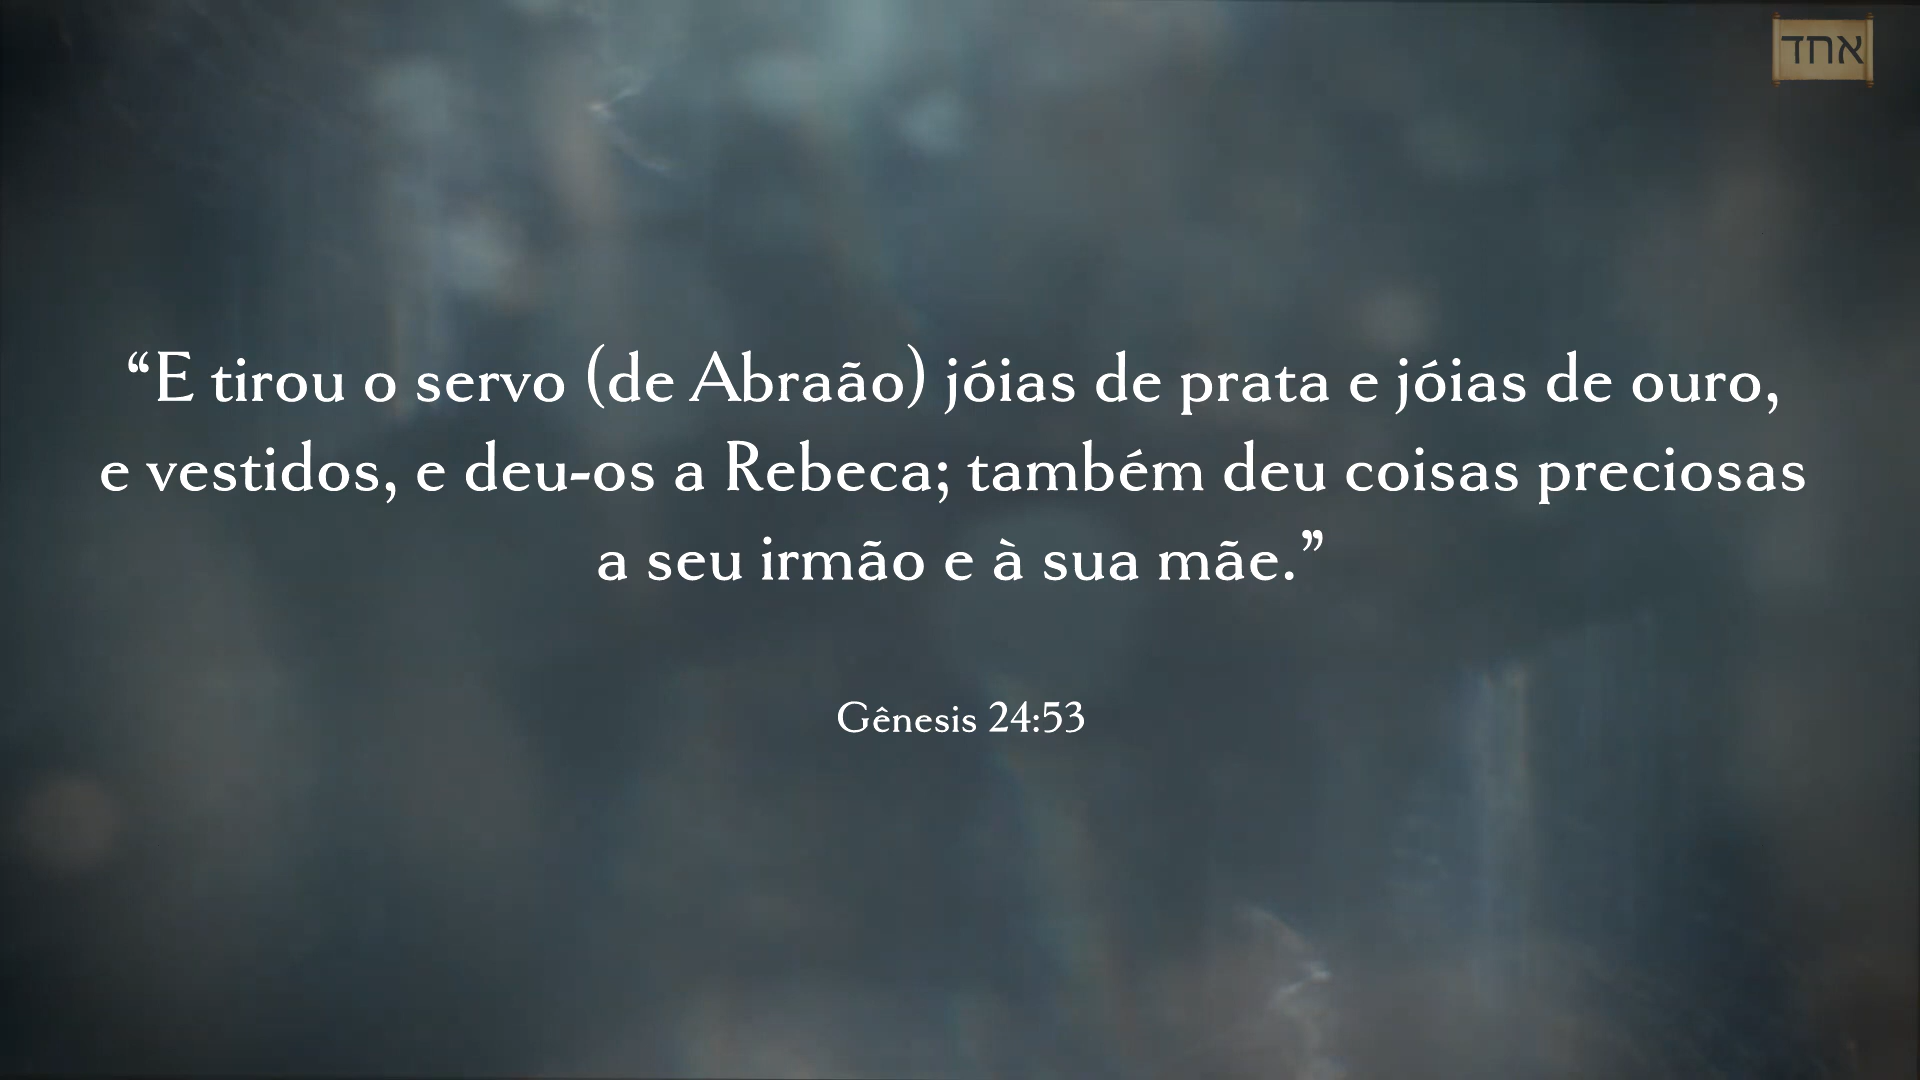 אחד
“E tirou o servo (de Abraão) jóias de prata e jóias de ouro,
e vestidos, e deu-os a Rebeca; também deu coisas preciosas
a seu irmão e à sua mãe.”
Gênesis 24:53